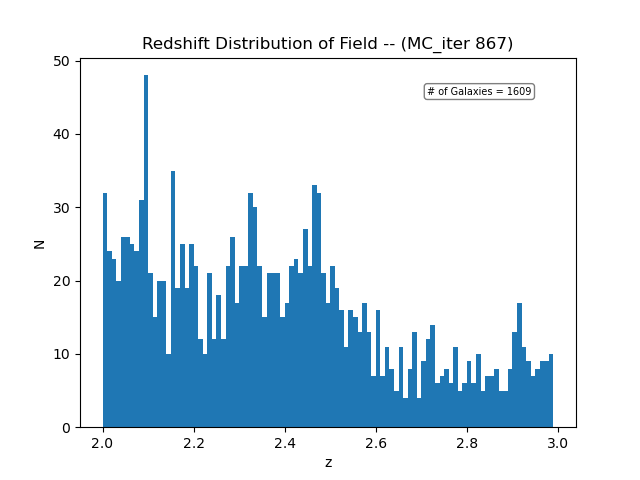 Redshift Distribution of Field -- (MC_iter 867)
# of Galaxies = 1609
50
40
30
20
10
0
N
2.0 2.2 2.4 2.6 2.8 3.0
z